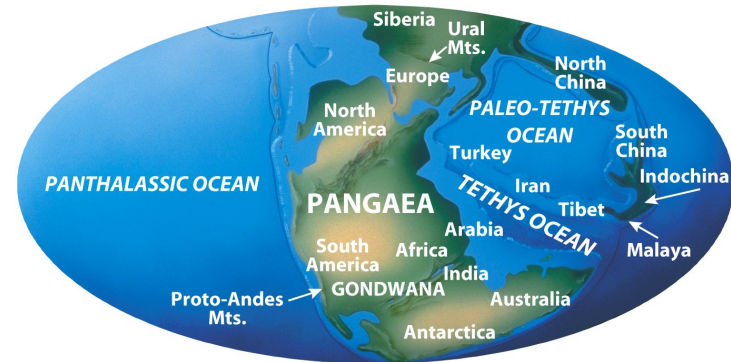 Siberia
Ural
Mts.
Europe
North
China
North
America
PALEO-TETHYS
OCEAN
South
China
Turkey
Indochina
PANTHALASSIC OCEAN
Iran
TETHYS OCEAN
Tibet
PANGAEA
Arabia
South
America
Africa
Malaya
India
GONDWANA
Proto-Andes
Mts.
Australia
Antarctica